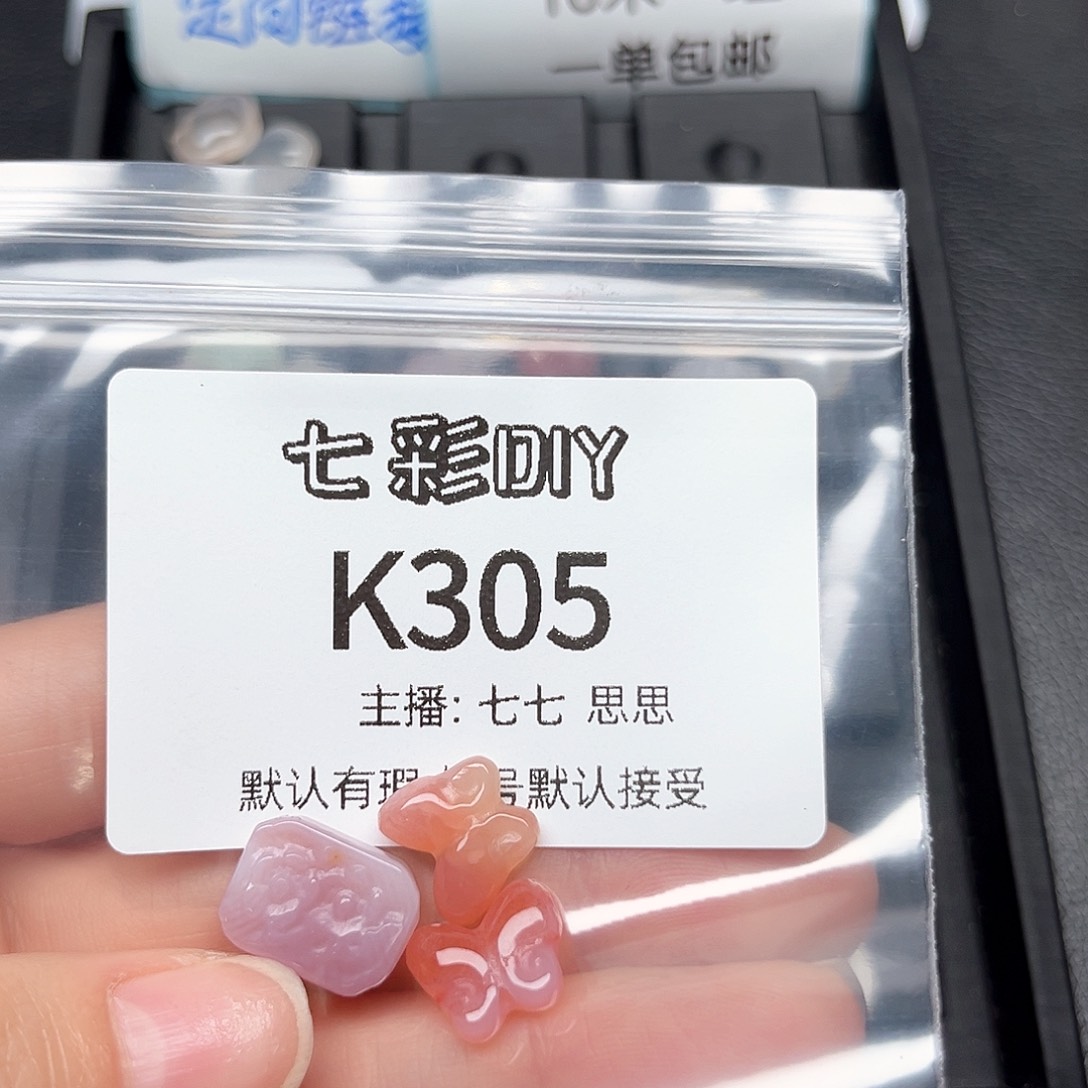 一单包邮
七彩DIY
K305
主播: 七七 思思
默认有瑕 号默认接受